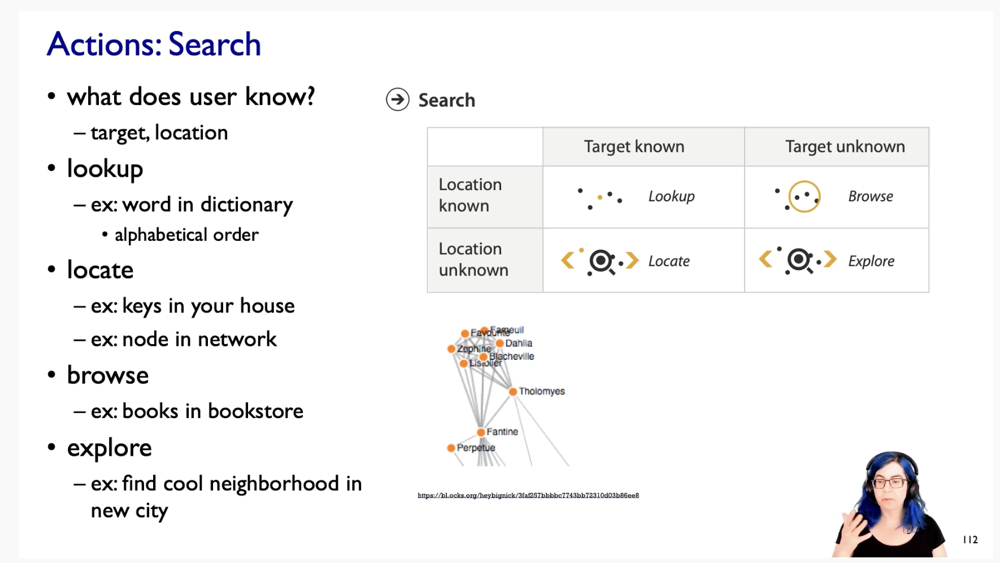 Actions: Search
• what does user know?
– target, location
• lookup
– ex: word in dictionary
• alphabetical order
• locate
– ex: keys in your house
– ex: node in network
• browse
– ex: books in bookstore
• explore
– ex: find cool neighborhood in
new city
Search
Target known
Target unknown
Location
known
Lookup
Browse
Location
unknown
Locate
Explore
Fameuil
Favourite
Dahlia
Zephine
Blacheville
Listolier
Tholomyes
Fantine
Perpetue
https://bl.ocks.org/heybignick/3faf257bbbbc7743bb72310d03b86ee8
112